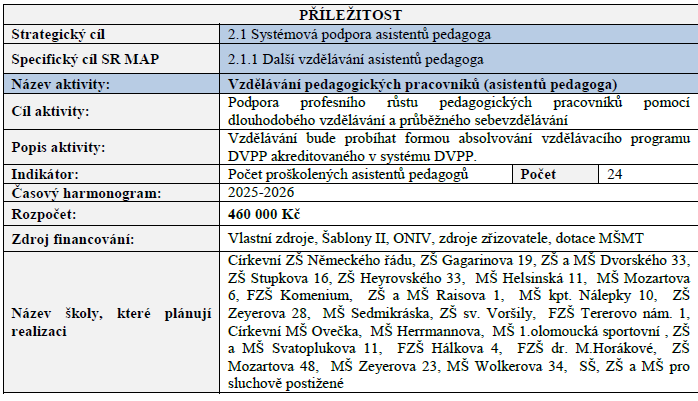 PŘÍLEŽITOST
Strategický cíl 2.1 Systémová podpora asistentů pedagoga
Specifický cíl SR MAP 2.1.1 Další vzdělávání asistentů pedagoga
Název aktivity: Vzdělávání pedagogických pracovníků (asistentů pedagoga)
Cíl aktivity: Podpora profesního růstu pedagogických pracovníků pomocí
dlouhodobého vzdělávání a průběžného sebevzdělávání
Popis aktivity: Vzdělávání bude probíhat formou absolvování vzdělávacího programu
DVPP akreditovaného v systému DVPP.
Indikátor: Počet proškolených asistentů pedagogů Počet 24
Časový harmonogram: 2025-2026
Rozpočet: 460 000 Kč
Zdroj financování: Vlastní zdroje, Šablony II, ONIV, zdroje zřizovatele, dotace MŠMT
Název školy, které plánují
realizaci
Církevní ZŠ Německého řádu, ZŠ Gagarinova 19, ZŠ a MŠ Dvorského 33,
ZŠ Stupkova 16, ZŠ Heyrovského 33, MŠ Helsinská 11, MŠ Mozartova
6, FZŠ Komenium, ZŠ a MŠ Raisova 1, MŠ kpt. Nálepky 10, ZŠ
Zeyerova 28, MŠ Sedmikráska, ZŠ sv. Voršily, FZŠ Tererovo nám. 1,
Církevní MŠ Ovečka, MŠ Herrmannova, MŠ 1.olomoucká sportovní , ZŠ
a MŠ Svatoplukova 11, FZŠ Hálkova 4, FZŠ dr. M.Horákové, ZŠ
Mozartova 48, MŠ Zeyerova 23, MŠ Wolkerova 34, SŠ, ZŠ a MŠ pro
sluchově postižené